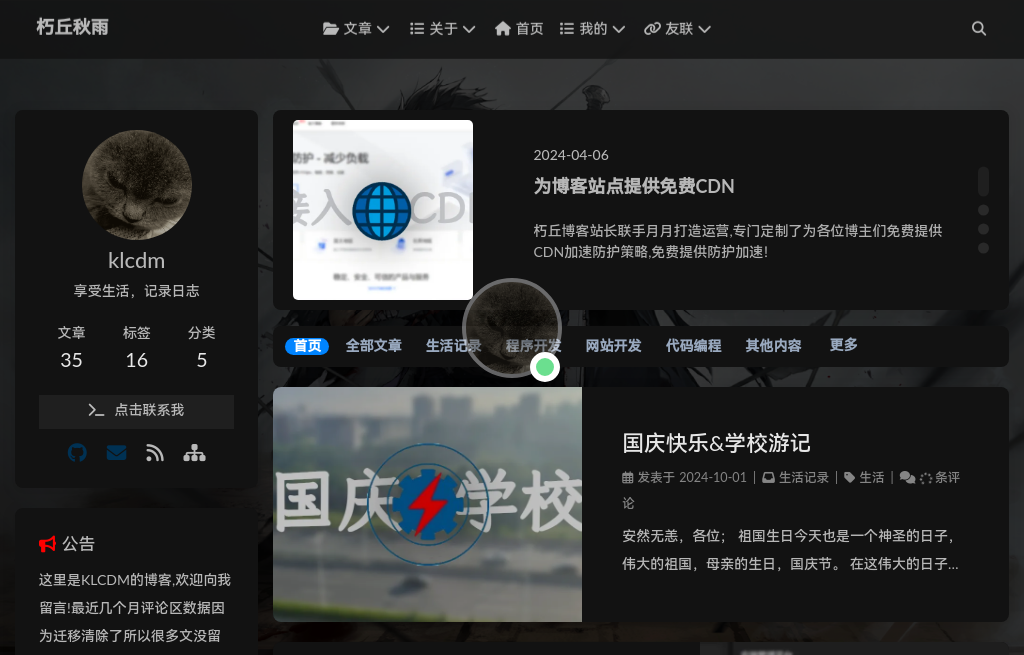 朽丘秋雨
文章 关于 首页 我的 友联
klcdm
享受生活，记录日志
文章 标签 分类
35 16 5
点击联系我
公告
这里是KLCDM的博客,欢迎向我
留言!最近几个月评论区数据因
为迁移清除了所以很多文没留
防护 - 减少负载
接入 CD
2024-04-06
为博客站点提供免费CDN
朽丘博客站长联手月月打造运营,专门定制了为各位博主们免费提供
CDN加速防护策略,免费提供防护加速!
首页 全部文章 生活记录 程序开发 网站开发 代码编程 其他内容 更多
国庆 学校
国庆快乐&学校游记
发表于 2024-10-01 | 生活记录 | 生活 | 条评
论
安然无恙，各位； 祖国生日今天也是一个神圣的日子，
伟大的祖国，母亲的生日，国庆节。 在这伟大的日子...